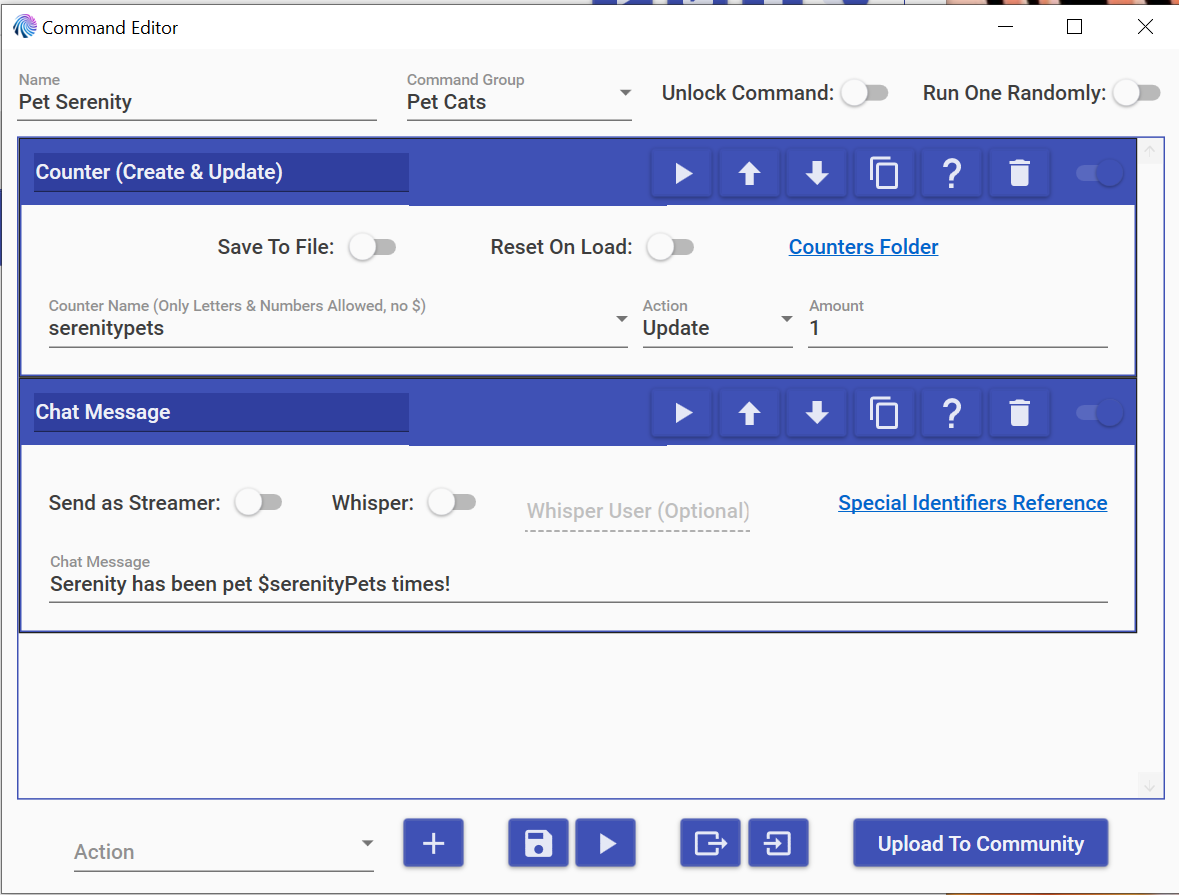 Command Editor
Name
Pet Serenity
Command Group
Pet Cats
Unlock Command:
Run One Randomly:
Counter (Create & Update)
?
Save To File:
Reset On Load:
Counters Folder
Counter Name (Only Letters & Numbers Allowed, no $)
serenitypets
Action
Update
Amount
1
Chat Message
?
Send as Streamer:
Whisper:
Whisper User (Optional)
Special Identifiers Reference
Chat Message
Serenity has been pet $serenityPets times!
Action
Upload To Community